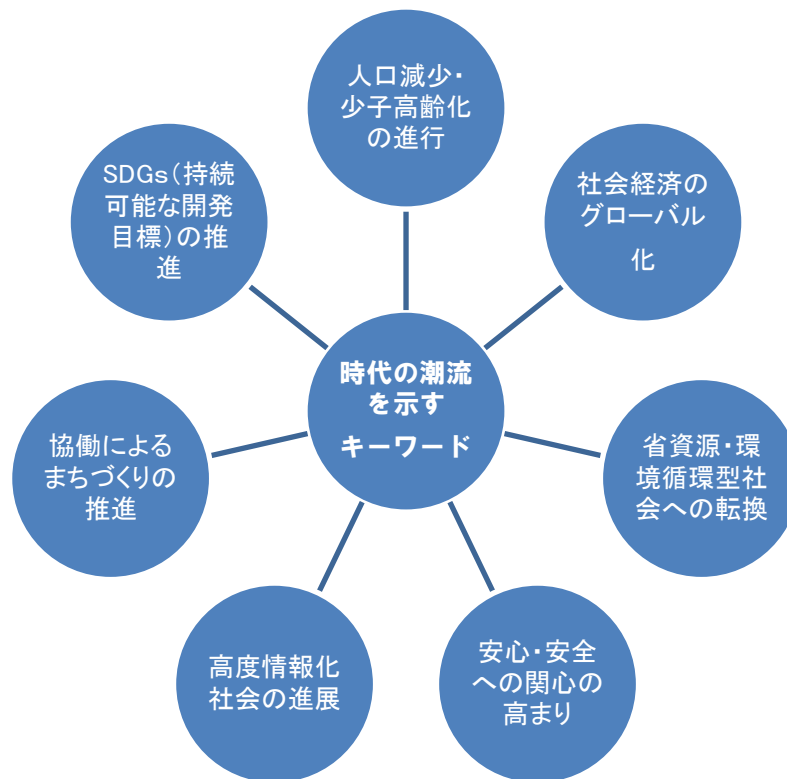 人口減少・
少子高齢化
の進行
社会経済の
グローバル
化
省資源・環
境循環型社
会への転換
安心・安全
への関心の
高まり
高度情報化
社会の進展
協働による
まちづくりの
推進
SDGs（持続
可能な開発
目標）の推
進
時代の潮流
を示す
キーワード